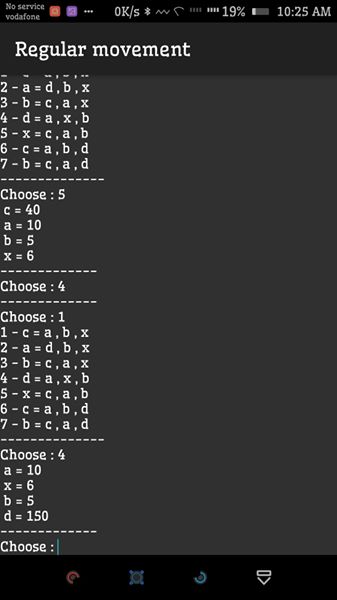 No service
vodafone
0K/s
19%
10:25 AM
Regular movement
1 - c = a , b , x
2 - a = d , b , x
3 - b = c , a , x
4 - d = a , x , b
5 - x = c , a , b
6 - c = a , b , d
7 - b = c , a , d
--------------
Choose : 5
c = 40
a = 10
b = 5
x = 6
-------------
Choose : 4
-------------
Choose : 1
1 - c = a , b , x
2 - a = d , b , x
3 - b = c , a , x
4 - d = a , x , b
5 - x = c , a , b
6 - c = a , b , d
7 - b = c , a , d
--------------
Choose : 4
a = 10
x = 6
b = 5
d = 150
-------------
Choose :